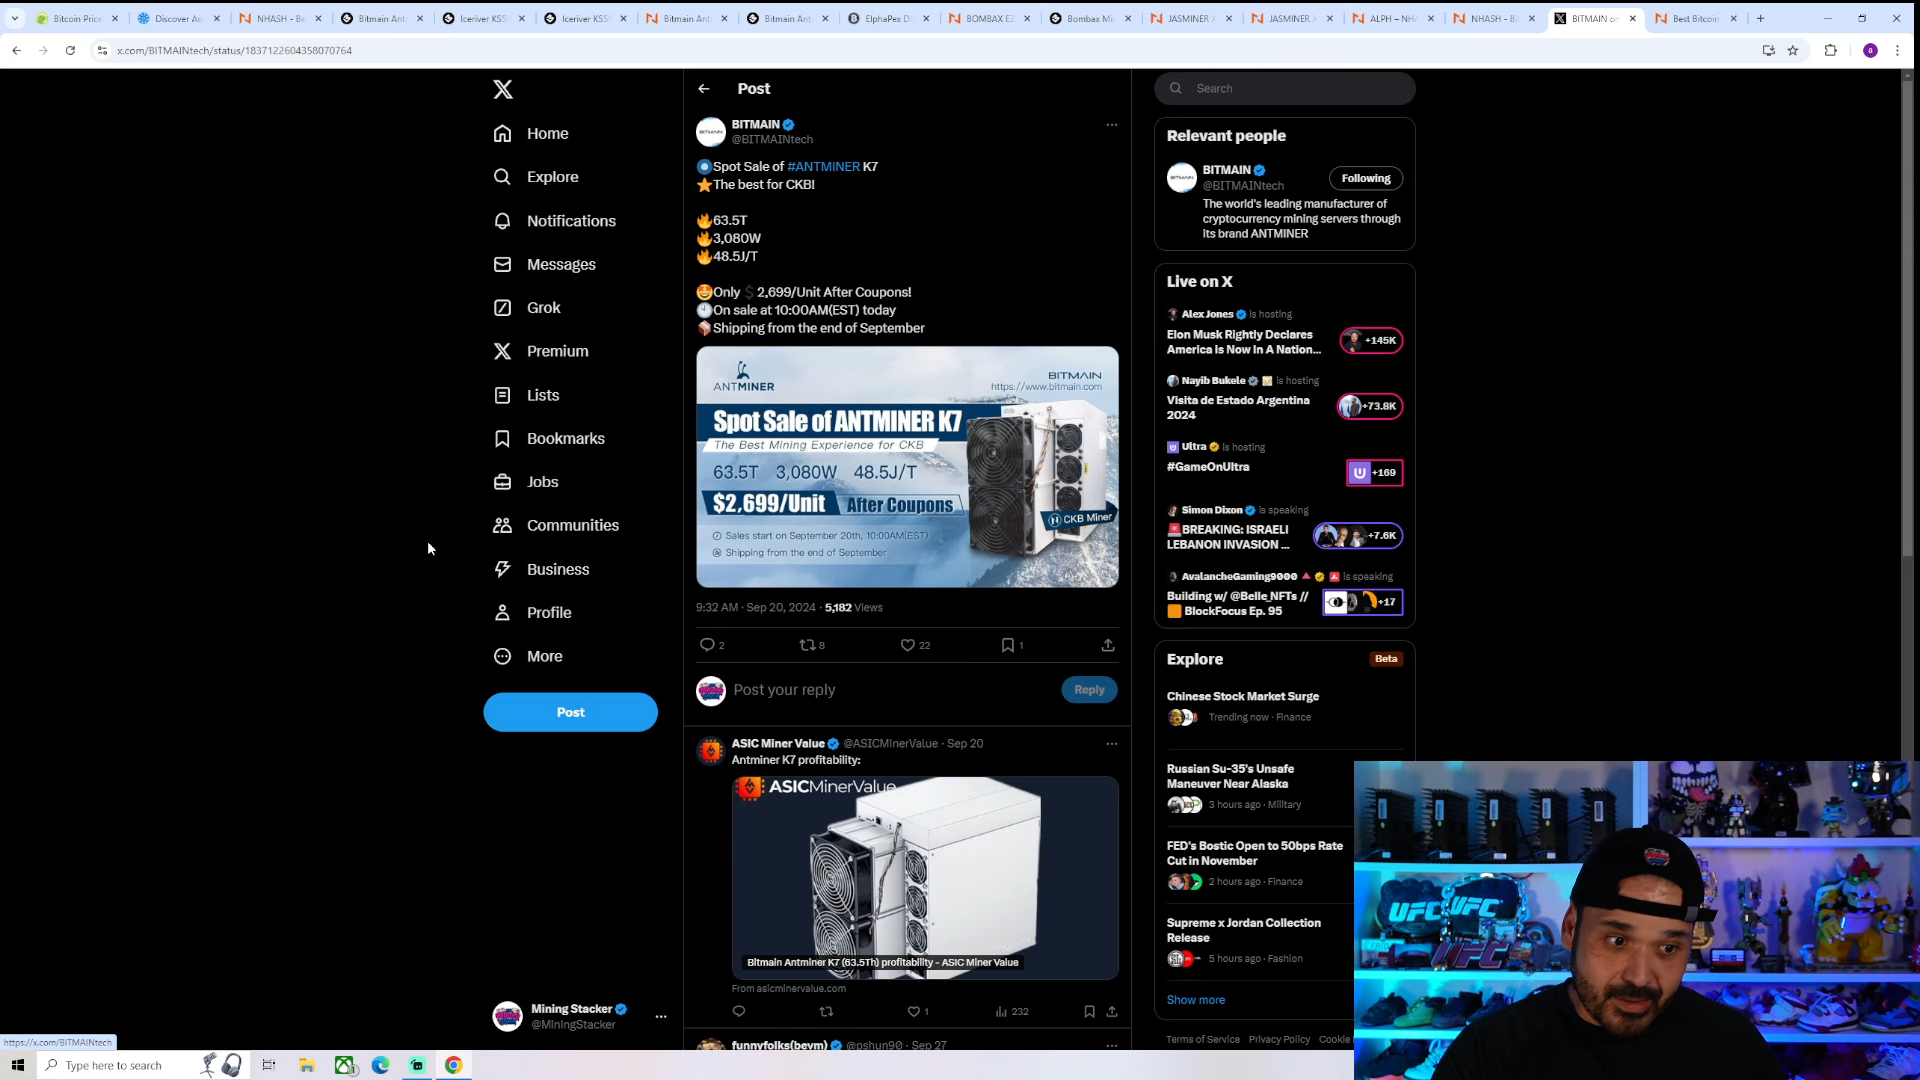 Bitcoin Price
Discover As
NHASH - Be
Bitmain Ant
Iceriver KS5
Iceriver KS5
Bitmain Ant
Bitmain Ant
ElphaPex D
BOMBAX EZ
Bombax Mi
JASMINER
JASMINER
ALPH – NHA
NHASH - Bi
BITMAIN on
Best Bitcoin
x.com/BITMAINtech/status/1837122604358070764
Home
Explore
Notifications
Messages
Grok
Premium
Lists
Bookmarks
Jobs
Communities
Business
Profile
More
Post
Mining Stacker
@MiningStacker
https://x.com/BITMAINtech
Post
BITMAIN
@BITMAINtech
Spot Sale of #ANTMINER K7
The best for CKB!
63.5T
3,080W
48.5J/T
Only $2,699/Unit After Coupons!
On sale at 10:00AM(EST) today
Shipping from the end of September
ANTMINER
BITMAIN
https://www.bitmain.com
Spot Sale of ANTMINER K7
The Best Mining Experience for CKB
63.5T 3,080W 48.5J/T
$2,699/Unit After Coupons
CKB Miner
Sales start on September 20th, 10:00AM(EST)
Shipping from the end of September
9:32 AM · Sep 20, 2024 · 5,182 Views
2
8
22
1
Post your reply
Reply
ASIC Miner Value @ASICMinerValue · Sep 20
Antminer K7 profitability:
ASICMinerValue
Bitmain Antminer K7 (63.5Th) profitability - ASIC Miner Value
From asicminervalue.com
1
232
funnyfolks(bevm) @pshun90 · Sep 27
Search
Relevant people
BITMAIN
@BITMAINtech
Following
The world's leading manufacturer of
cryptocurrency mining servers through
its brand ANTMINER
Live on X
Alex Jones is hosting
Elon Musk Rightly Declares
America Is Now In A Nation...
+145K
Nayib Bukele is hosting
Visita de Estado Argentina
2024
+73.8K
Ultra is hosting
#GameOnUltra
+169
Simon Dixon is speaking
BREAKING: ISRAELI
LEBANON INVASION ...
+7.6K
AvalancheGaming9000 is speaking
Building w/ @Belle_NFTs //
BlockFocus Ep. 95
+17
Explore
Beta
Chinese Stock Market Surge
Trending now · Finance
Russian Su-35's Unsafe
Maneuver Near Alaska
3 hours ago · Military
FED's Bostic Open to 50bps Rate
Cut in November
2 hours ago · Finance
Supreme x Jordan Collection
Release
5 hours ago · Fashion
Show more
Terms of Service Privacy Policy Cookie
UFC UFC
UFC
Type here to search